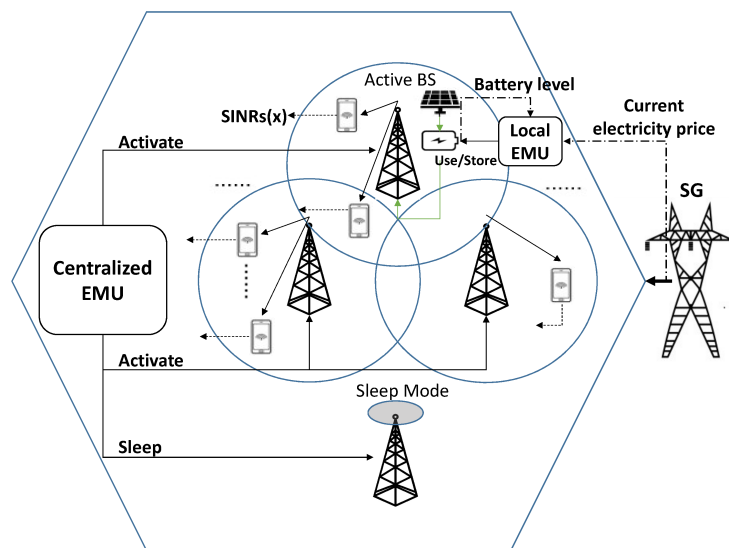 Active BS
Battery level
SINRs(x)
Current
electricity price
Local
EMU
Activate
Use/Store
SG
Centralized
EMU
Activate
Sleep Mode
Sleep